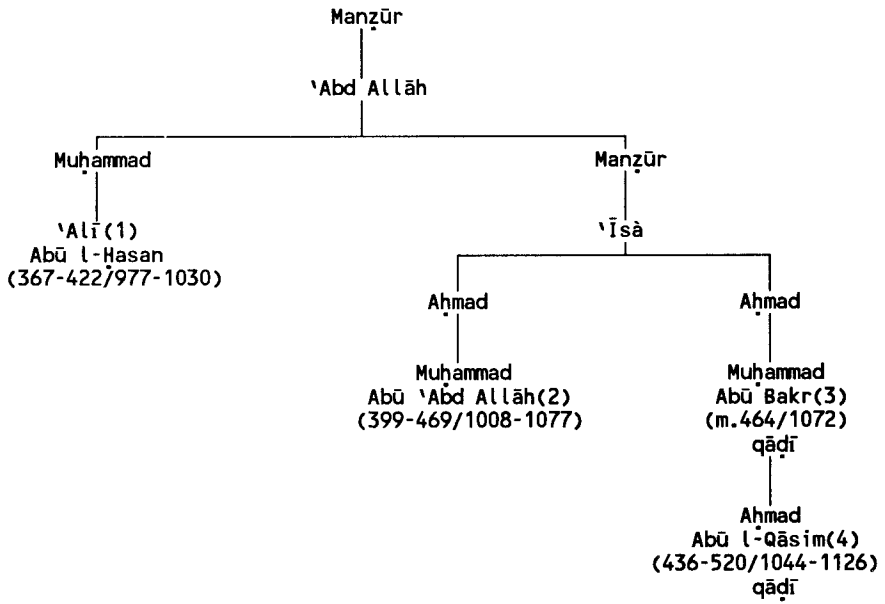 Manẓūr
‛Abd Allāh
Muḥammad
Manẓūr
‛Alī(1)
Abū l-Ḥasan
(367-422/977-1030)
‛Īsà
Aḥmad
Aḥmad
Muḥammad
Abū ‛Abd Allāh(2)
(399-469/1008-1077)
Muḥammad
Abū Bakr(3)
(m.464/1072)
qāḍī
Aḥmad
Abū l-Qāsim(4)
(436-520/1044-1126)
qāḍī